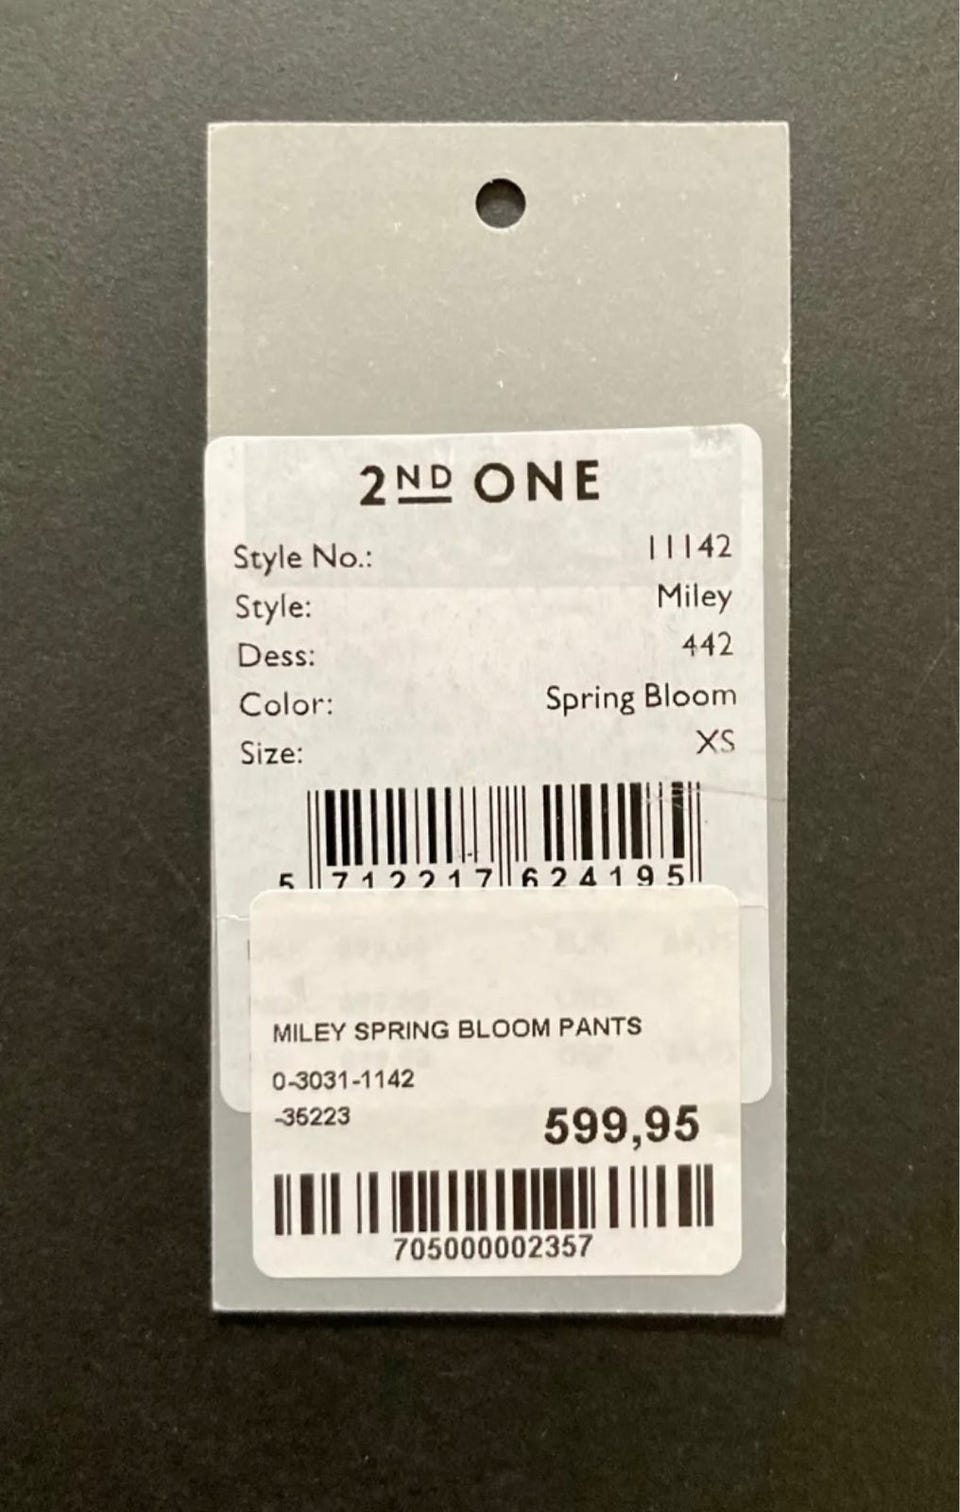 2ND ONE
Style No.: 11142
Style: Miley
Dess: 442
Color: Spring Bloom
Size: XS
5 712217 624195
MILEY SPRING BLOOM PANTS
0-3031-1142
-35223
599,95
705000002357